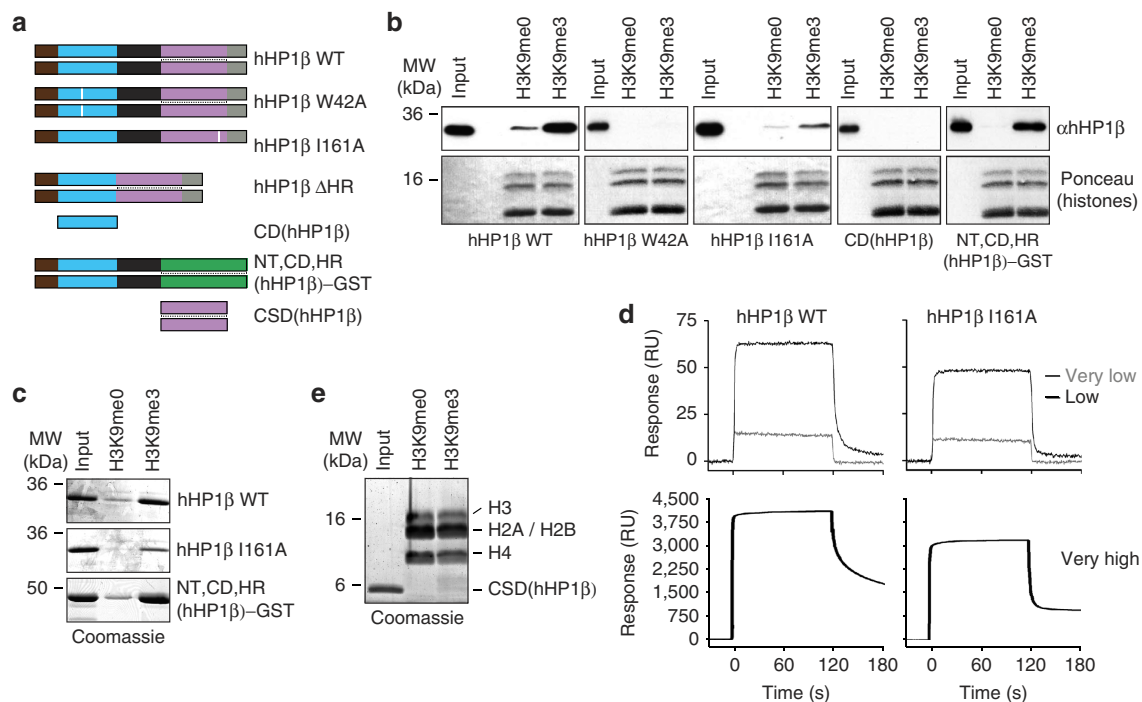 a
hHP1β WT
hHP1β W42A
hHP1β I161A
hHP1β ΔHR
CD(hHP1β)
NT,CD,HR
(hHP1β)–GST
CSD(hHP1β)
b
MW
(kDa)
Input
H3K9me0
H3K9me3
Input
H3K9me0
H3K9me3
Input
H3K9me0
H3K9me3
Input
H3K9me0
H3K9me3
Input
H3K9me0
H3K9me3
36
αhHP1β
16
Ponceau
(histones)
hHP1β WT
hHP1β W42A
hHP1β I161A
CD(hHP1β)
NT,CD,HR
(hHP1β)–GST
c
MW
(kDa)
Input
H3K9me0
H3K9me3
36
hHP1β WT
36
hHP1β I161A
50
NT,CD,HR
(hHP1β)–GST
Coomassie
e
MW
(kDa)
Input
H3K9me0
H3K9me3
16
H3
H2A / H2B
H4
6
CSD(hHP1β)
Coomassie
d
hHP1β WT
hHP1β I161A
Response (RU)
75
50
25
0
Very low
Low
Response (RU)
4,500
3,750
3,000
2,250
1,500
750
0
Very high
0 60 120 180
0 60 120 180
Time (s)
Time (s)